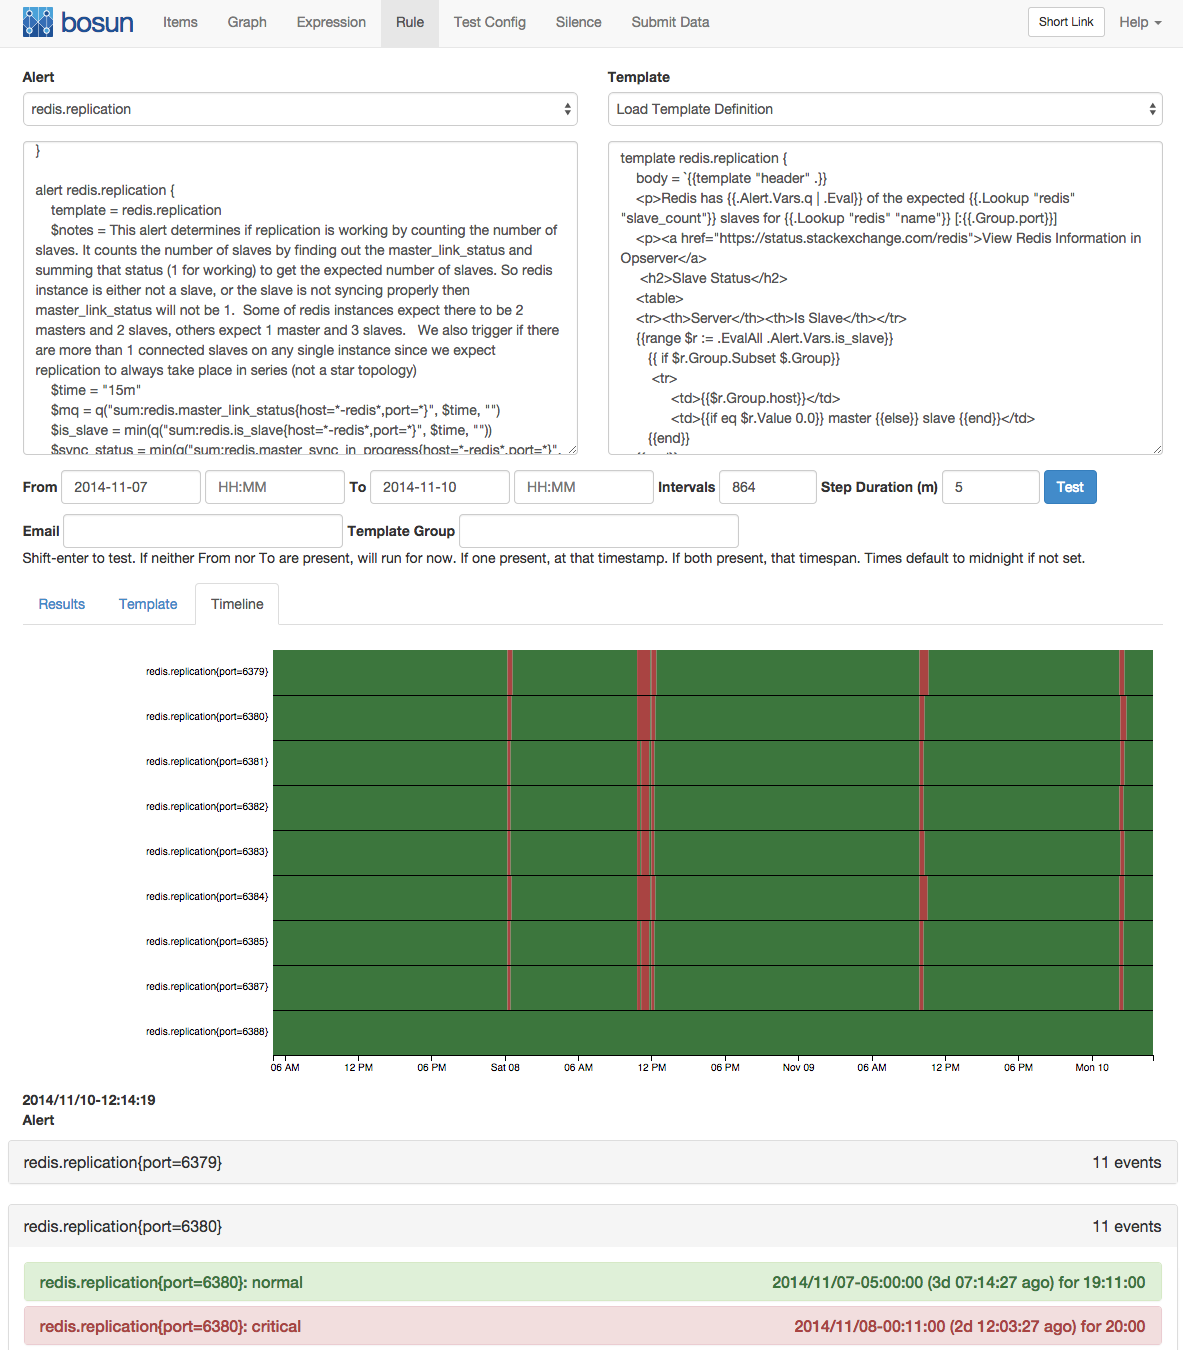 bosun Items Graph Expression Rule Test Config Silence Submit Data Short Link Help
Alert
redis.replication
}
alert redis.replication {
template = redis.replication
$notes = This alert determines if replication is working by counting the number of
slaves. It counts the number of slaves by finding out the master_link_status and
summing that status (1 for working) to get the expected number of slaves. So redis
instance is either not a slave, or the slave is not syncing properly then
master_link_status will not be 1.  Some of redis instances expect there to be 2
masters and 2 slaves, others expect 1 master and 3 slaves.   We also trigger if there
are more than 1 connected slaves on any single instance since we expect
replication to always take place in series (not a star topology)
$time = "15m"
$mq = q("sum:redis.master_link_status{host=*-redis*,port=*}", $time, "")
$is_slave = min(q("sum:redis.is_slave{host=*-redis*,port=*}", $time, ""))
$sync_status = min(q("sum:redis.master_sync_in_progress{host=*-redis*,port=*}",
Template
Load Template Definition
template redis.replication {
body = `{{template "header" .}}
<p>Redis has {{.Alert.Vars.q | .Eval}} of the expected {{.Lookup "redis"
"slave_count"}} slaves for {{.Lookup "redis" "name"}} [:{{.Group.port}}]
<p><a href="https://status.stackexchange.com/redis">View Redis Information in
Opserver</a>
<h2>Slave Status</h2>
<table>
<tr><th>Server</th><th>Is Slave</th></tr>
{{range $r := .EvalAll .Alert.Vars.is_slave}}
{{ if $r.Group.Subset $.Group}}
<tr>
<td>{{$r.Group.host}}</td>
<td>{{if eq $r.Value 0.0}} master {{else}} slave {{end}}</td>
{{end}}
From 2014-11-07 HH:MM To 2014-11-10 HH:MM Intervals 864 Step Duration (m) 5 Test
Email Template Group
Shift-enter to test. If neither From nor To are present, will run for now. If one present, at that timestamp. If both present, that timespan. Times default to midnight if not set.
Results Template Timeline
redis.replication{port=6379}
redis.replication{port=6380}
redis.replication{port=6381}
redis.replication{port=6382}
redis.replication{port=6383}
redis.replication{port=6384}
redis.replication{port=6385}
redis.replication{port=6387}
redis.replication{port=6388}
06 AM 12 PM 06 PM Sat 08 06 AM 12 PM 06 PM Nov 09 06 AM 12 PM 06 PM Mon 10
2014/11/10-12:14:19
Alert
redis.replication{port=6379} 11 events
redis.replication{port=6380} 11 events
redis.replication{port=6380}: normal 2014/11/07-05:00:00 (3d 07:14:27 ago) for 19:11:00
redis.replication{port=6380}: critical 2014/11/08-00:11:00 (2d 12:03:27 ago) for 20:00